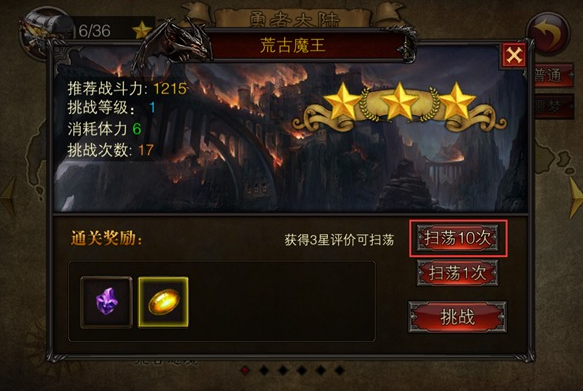 勇者大陆
6/36
荒古魔王
普通
推荐战斗力: 1215
挑战等级: 1
消耗体力 6
挑战次数: 17
通关奖励:
获得3星评价可扫荡
扫荡10次
扫荡1次
挑战